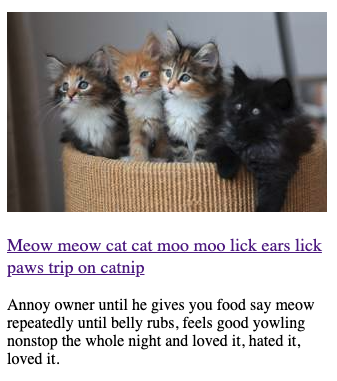 Meow meow cat cat moo moo lick ears lick
paws trip on catnip
Annoy owner until he gives you food say meow
repeatedly until belly rubs, feels good yowling
nonstop the whole night and loved it, hated it,
loved it.